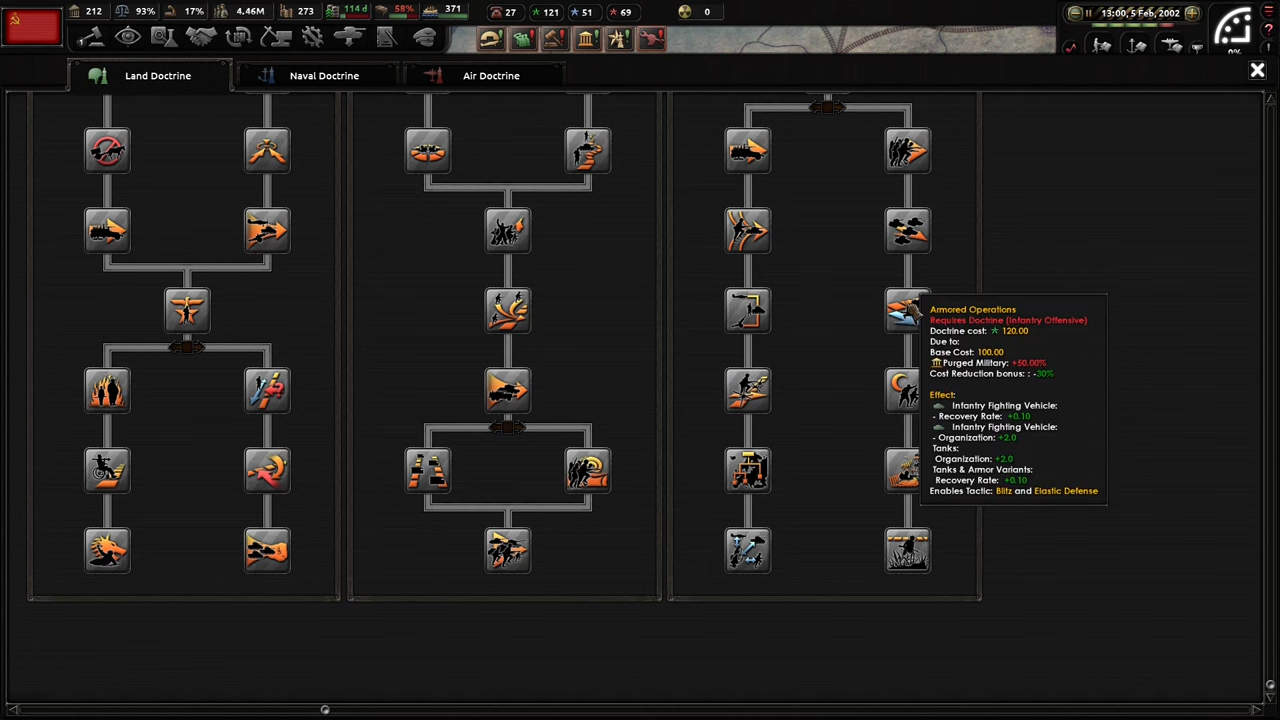 212 93% 17% 4.46M 273 114 d 58% 371 27 121 51 69 0 13:00, 5 Feb, 2002
1 0%
Land Doctrine Naval Doctrine Air Doctrine
Armored Operations
Requires Doctrine (Infantry Offensive)
Doctrine cost: 120.00
Due to:
Base Cost: 100.00
Purged Military: +50.00%
Cost Reduction bonus: : -30%
Effect:
Infantry Fighting Vehicle:
- Recovery Rate: +0.10
Infantry Fighting Vehicle:
- Organization: +2.0
Tanks:
Organization: +2.0
Tanks & Armor Variants:
Recovery Rate: +0.10
Enables Tactic: Blitz and Elastic Defense